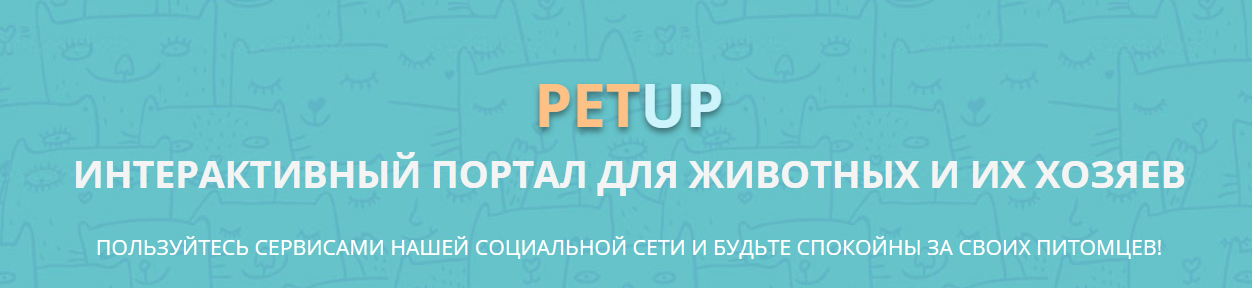 PETUP
ИНТЕРАКТИВНЫЙ ПОРТАЛ ДЛЯ ЖИВОТНЫХ И ИХ ХОЗЯЕВ
ПОЛЬЗУЙТЕСЬ СЕРВИСАМИ НАШЕЙ СОЦИАЛЬНОЙ СЕТИ И БУДЬТЕ СПОКОЙНЫ ЗА СВОИХ ПИТОМЦЕВ!